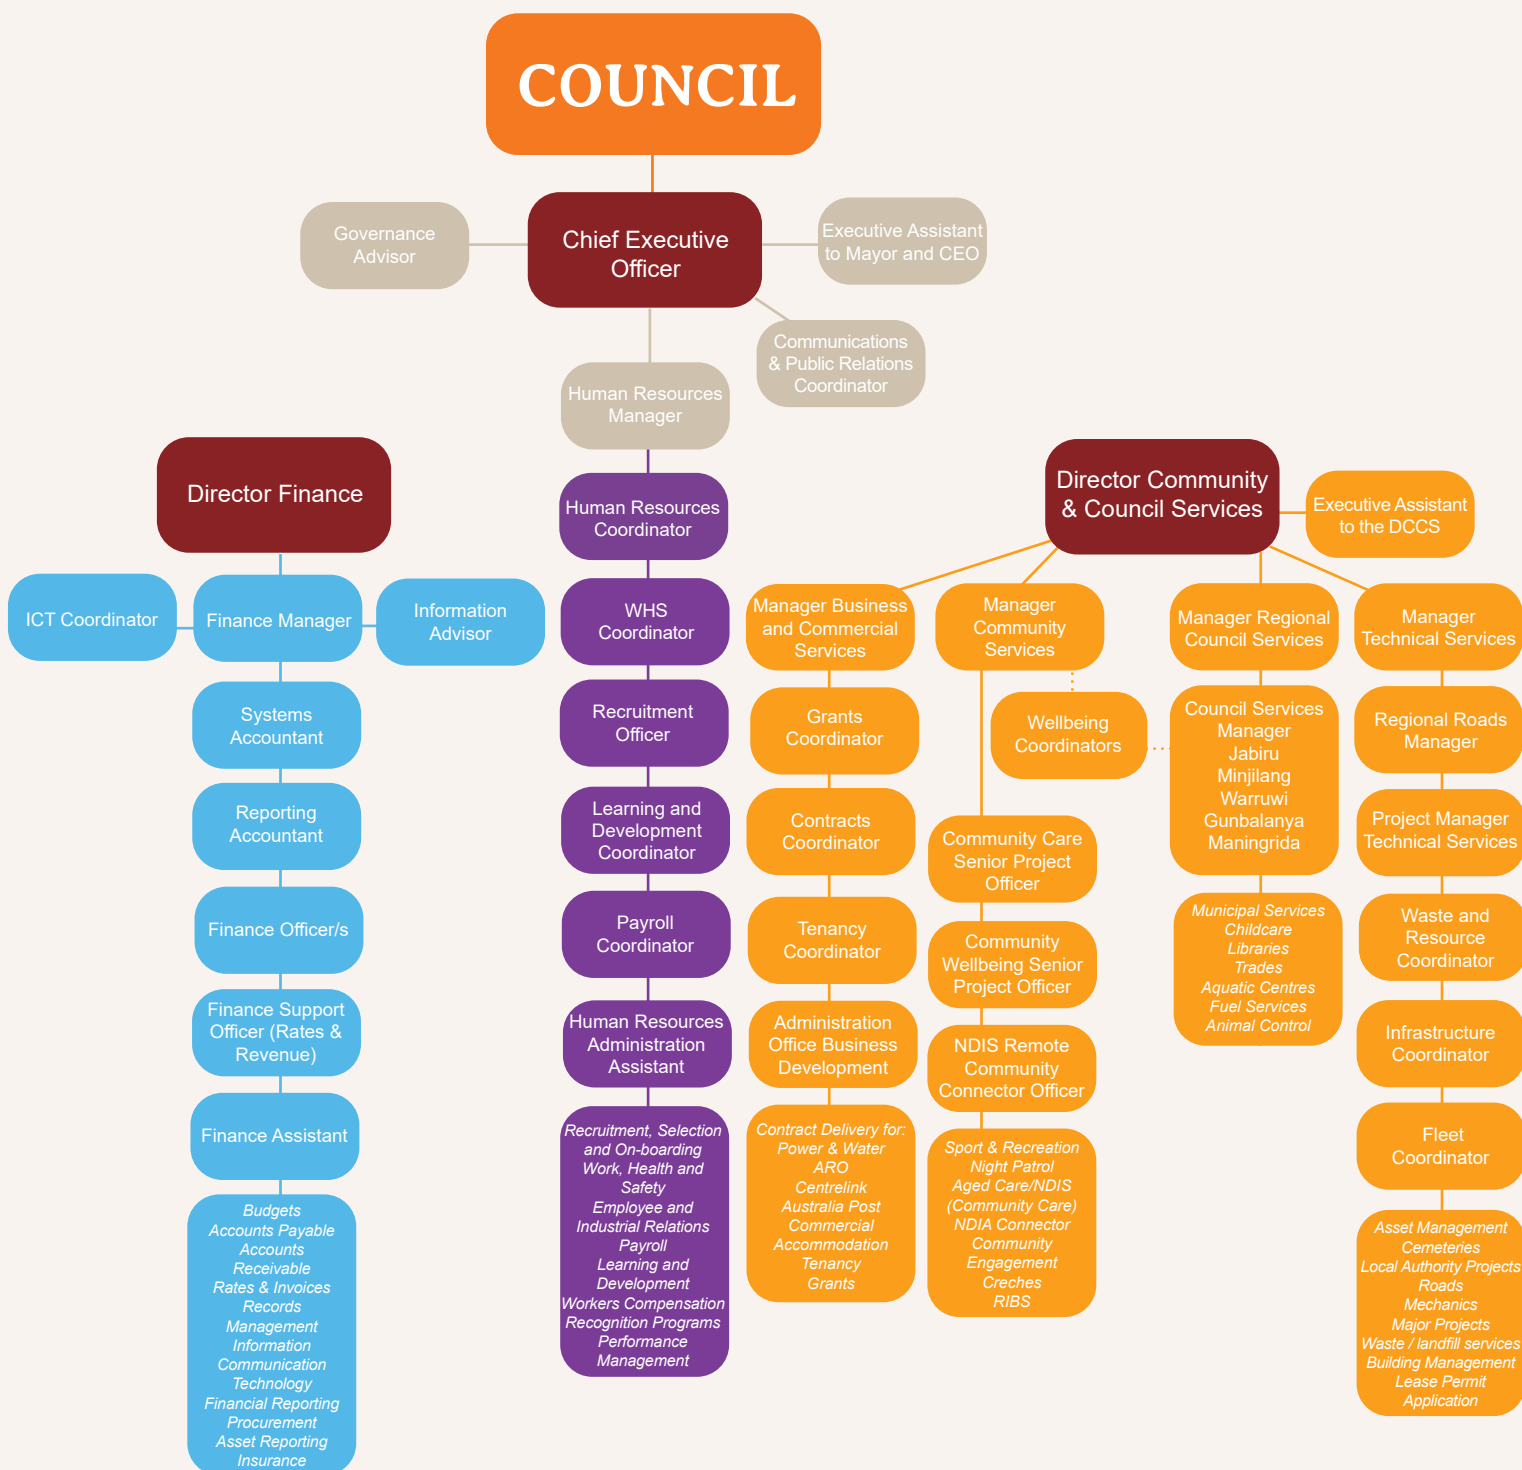 COUNCIL
Governance
Advisor
Chief Executive
Officer
Executive Assistant
to Mayor and CEO
Communications
& Public Relations
Coordinator
Human Resources
Manager
Director Finance
ICT Coordinator
Finance Manager
Information
Advisor
Systems
Accountant
Reporting
Accountant
Finance Officer/s
Finance Support
Officer (Rates &
Revenue)
Finance Assistant
Budgets
Accounts Payable
Accounts
Receivable
Rates & Invoices
Records
Management
Information
Communication
Technology
Financial Reporting
Procurement
Asset Reporting
Insurance
Human Resources
Coordinator
WHS
Coordinator
Recruitment
Officer
Learning and
Development
Coordinator
Payroll
Coordinator
Human Resources
Administration
Assistant
Recruitment, Selection
and On-boarding
Work, Health and
Safety
Employee and
Industrial Relations
Payroll
Learning and
Development
Workers Compensation
Recognition Programs
Performance
Management
Director Community
& Council Services
Executive Assistant
to the DCCS
Manager Business
and Commercial
Services
Grants
Coordinator
Contracts
Coordinator
Tenancy
Coordinator
Administration
Office Business
Development
Contract Delivery for:
Power & Water
ARO
Centrelink
Australia Post
Commercial
Accommodation
Tenancy
Grants
Manager
Community
Services
Wellbeing
Coordinators
Community Care
Senior Project
Officer
Community
Wellbeing Senior
Project Officer
NDIS Remote
Community
Connector Officer
Sport & Recreation
Night Patrol
Aged Care/NDIS
(Community Care)
NDIA Connector
Community
Engagement
Creches
RIBS
Manager Regional
Council Services
Council Services
Manager
Jabiru
Minjilang
Warruwi
Gunbalanya
Maningrida
Municipal Services
Childcare
Libraries
Trades
Aquatic Centres
Fuel Services
Animal Control
Manager
Technical Services
Regional Roads
Manager
Project Manager
Technical Services
Waste and
Resource
Coordinator
Infrastructure
Coordinator
Fleet
Coordinator
Asset Management
Cemeteries
Local Authority Projects
Roads
Mechanics
Major Projects
Waste / landfill services
Building Management
Lease Permit
Application